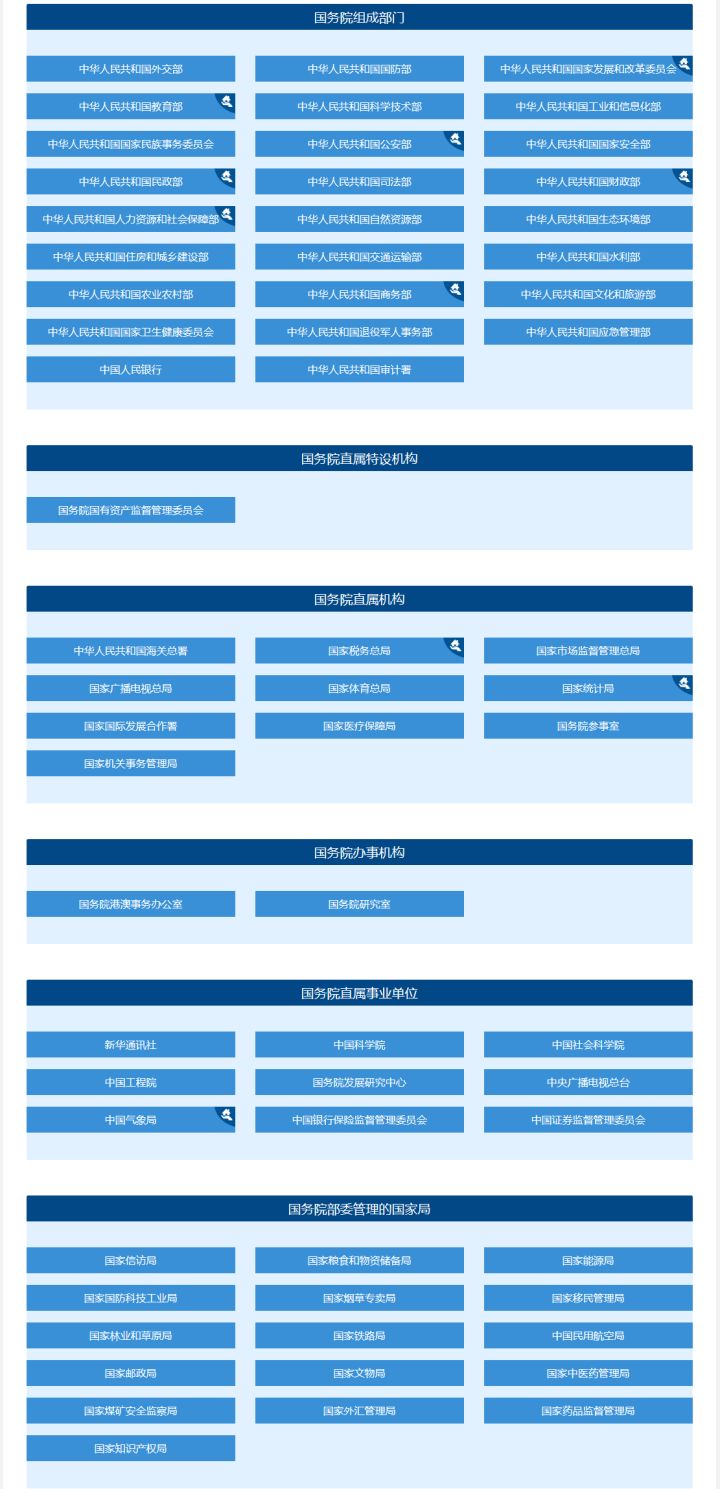 国务院组成部门
中华人民共和国外交部
中华人民共和国国防部
中华人民共和国国家发展和改革委员会
中华人民共和国教育部
中华人民共和国科学技术部
中华人民共和国工业和信息化部
中华人民共和国国家民族事务委员会
中华人民共和国公安部
中华人民共和国国家安全部
中华人民共和国民政部
中华人民共和国司法部
中华人民共和国财政部
中华人民共和国人力资源和社会保障部
中华人民共和国自然资源部
中华人民共和国生态环境部
中华人民共和国住房和城乡建设部
中华人民共和国交通运输部
中华人民共和国水利部
中华人民共和国农业农村部
中华人民共和国商务部
中华人民共和国文化和旅游部
中华人民共和国国家卫生健康委员会
中华人民共和国退役军人事务部
中华人民共和国应急管理部
中国人民银行
中华人民共和国审计署
国务院直属特设机构
国务院国有资产监督管理委员会
国务院直属机构
中华人民共和国海关总署
国家税务总局
国家市场监督管理总局
国家广播电视总局
国家体育总局
国家统计局
国家国际发展合作署
国家医疗保障局
国务院参事室
国家机关事务管理局
国务院办事机构
国务院港澳事务办公室
国务院研究室
国务院直属事业单位
新华通讯社
中国科学院
中国社会科学院
中国工程院
国务院发展研究中心
中央广播电视总台
中国气象局
中国银行保险监督管理委员会
中国证券监督管理委员会
国务院部委管理的国家局
国家信访局
国家粮食和物资储备局
国家能源局
国家国防科技工业局
国家烟草专卖局
国家移民管理局
国家林业和草原局
国家铁路局
中国民用航空局
国家邮政局
国家文物局
国家中医药管理局
国家煤矿安全监察局
国家外汇管理局
国家药品监督管理局
国家知识产权局